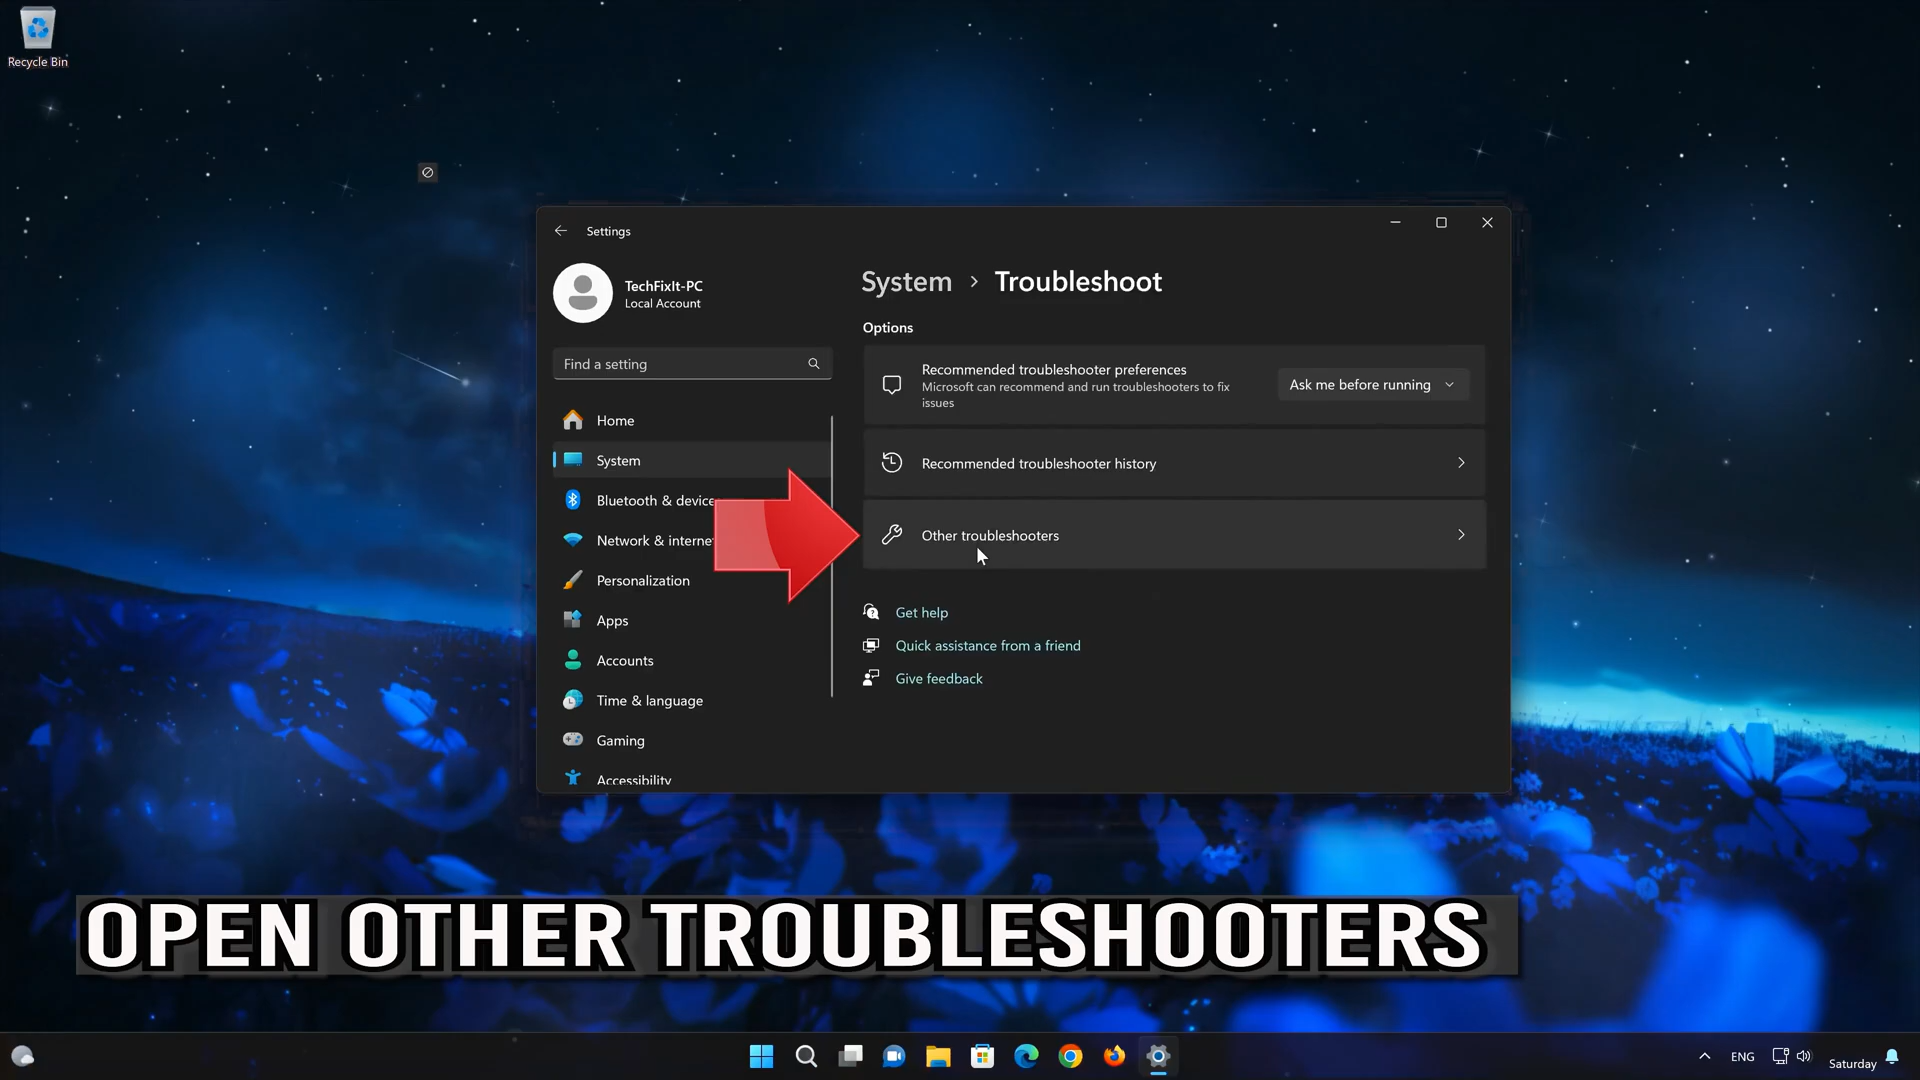 Recycle Bin
Settings
TechFixIt-PC
Local Account
Find a setting
Home
System
Bluetooth & device
Network & interne
Personalization
Apps
Accounts
Time & language
Gaming
Accessibility
System > Troubleshoot
Options
Recommended troubleshooter preferences
Microsoft can recommend and run troubleshooters to fix
issues
Ask me before running
Recommended troubleshooter history
Other troubleshooters
Get help
Quick assistance from a friend
Give feedback
OPEN OTHER TROUBLESHOOTERS
ENG
Saturday